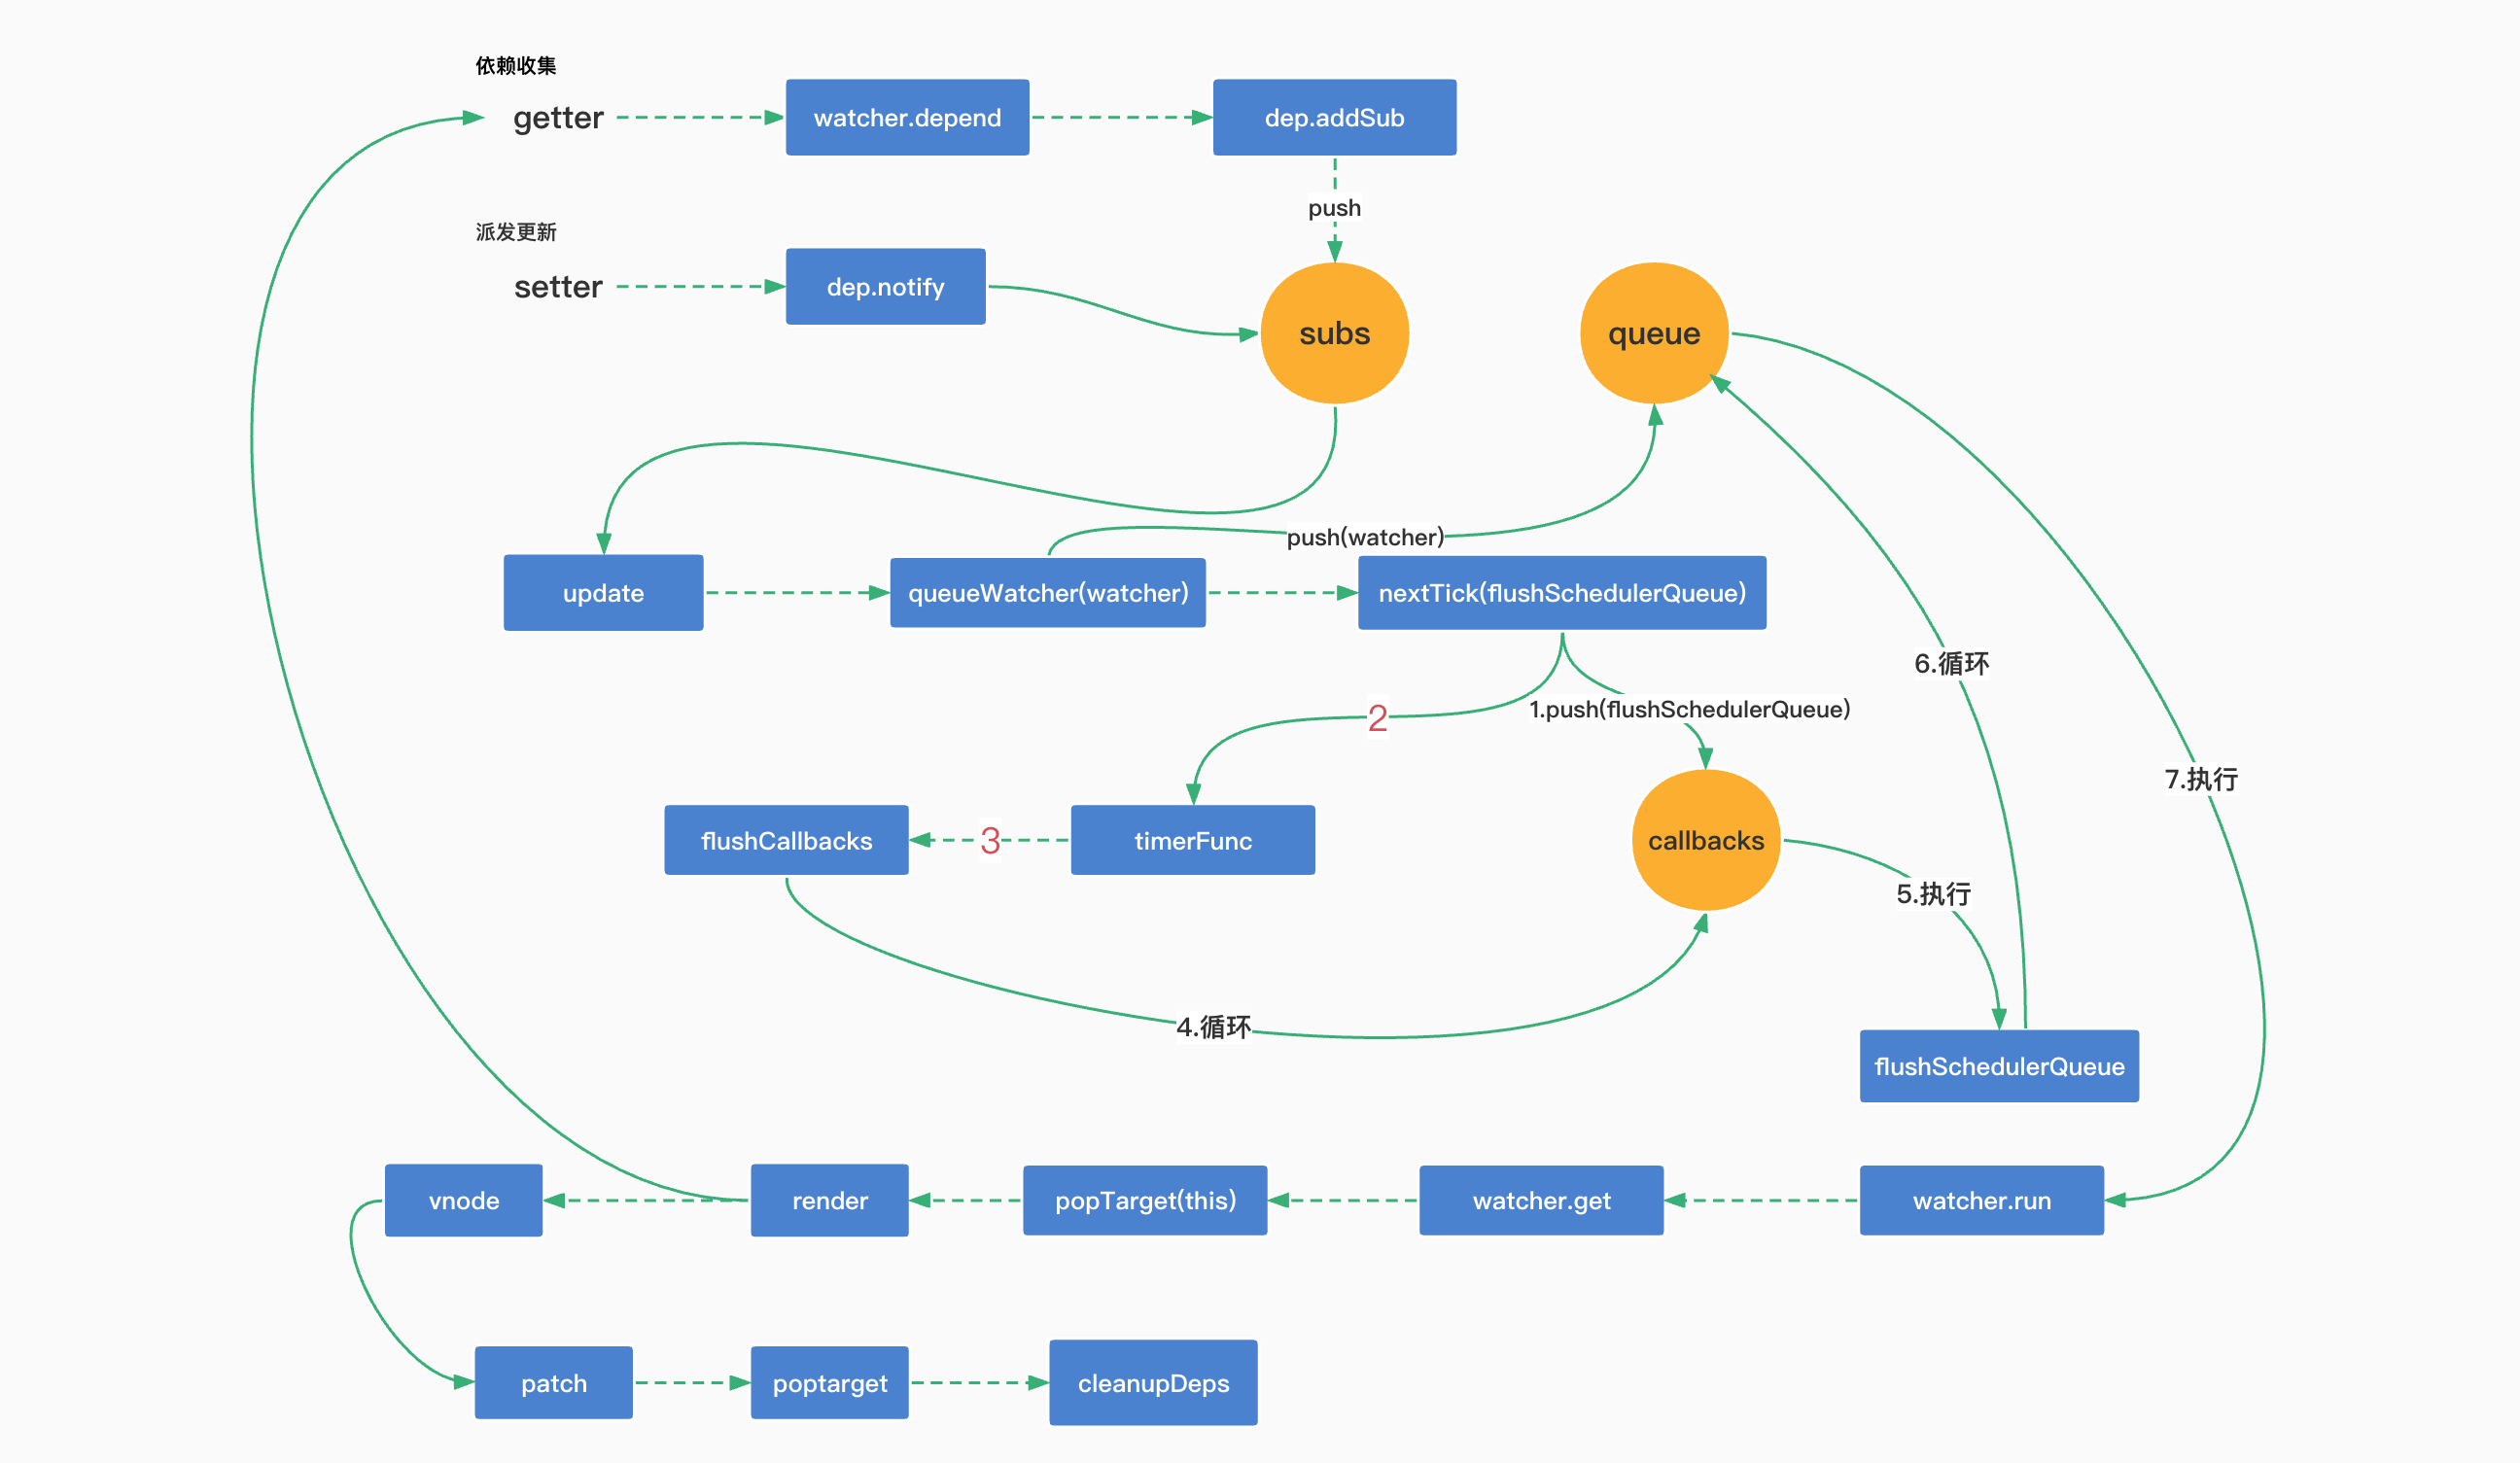 依赖收集
getter
watcher.depend
dep.addSub
push
派发更新
setter
dep.notify
subs
queue
push(watcher)
update
queueWatcher(watcher)
nextTick(flushSchedulerQueue)
6.循环
1.push(flushSchedulerQueue)
2
7.执行
flushCallbacks
3
timerFunc
callbacks
5.执行
4.循环
flushSchedulerQueue
vnode
render
popTarget(this)
watcher.get
watcher.run
patch
poptarget
cleanupDeps